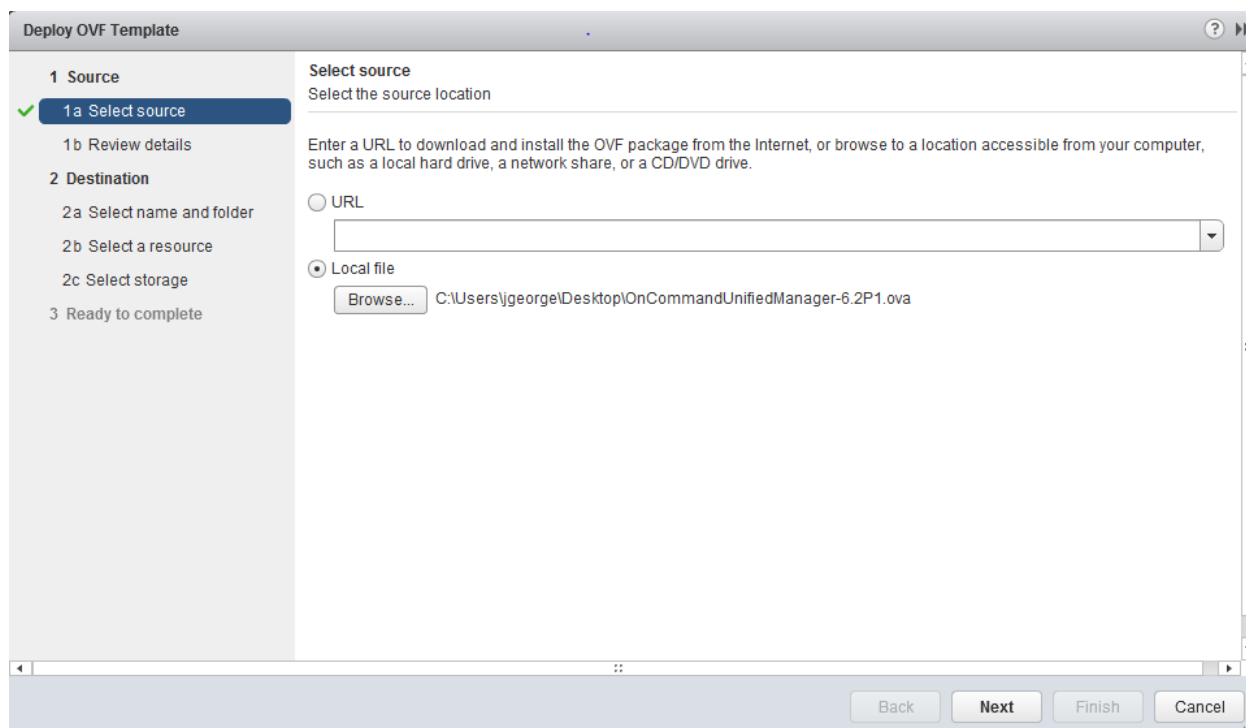 Deploy OVF Template
?
1 Source
1a Select source
1b Review details
2 Destination
2a Select name and folder
2b Select a resource
2c Select storage
3 Ready to complete
Select source
Select the source location
Enter a URL to download and install the OVF package from the Internet, or browse to a location accessible from your computer,
such as a local hard drive, a network share, or a CD/DVD drive.
URL
Local file
Browse... C:\Users\jgeorge\Desktop\OnCommandUnifiedManager-6.2P1.ova
Back Next Finish Cancel